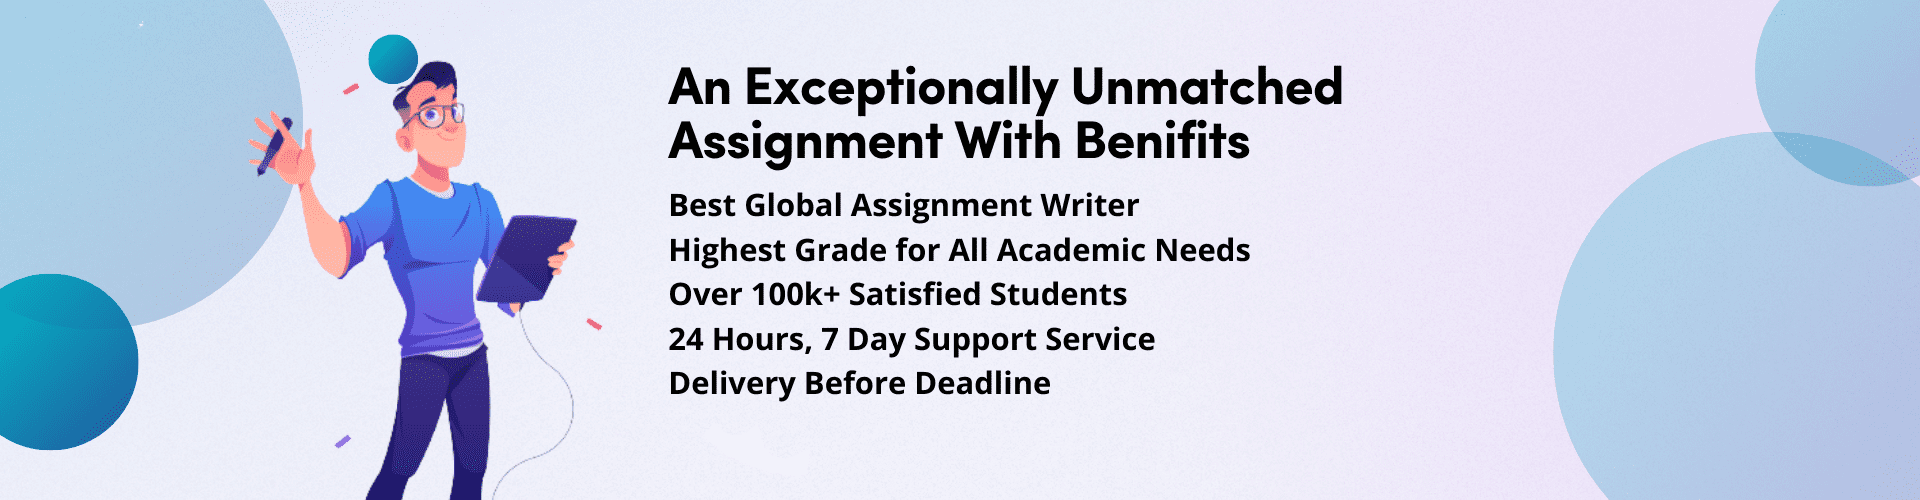 An Exceptionally Unmatched
Assignment With Benifits
Best Global Assignment Writer
Highest Grade for All Academic Needs
Over 100k+ Satisfied Students
24 Hours, 7 Day Support Service
Delivery Before Deadline